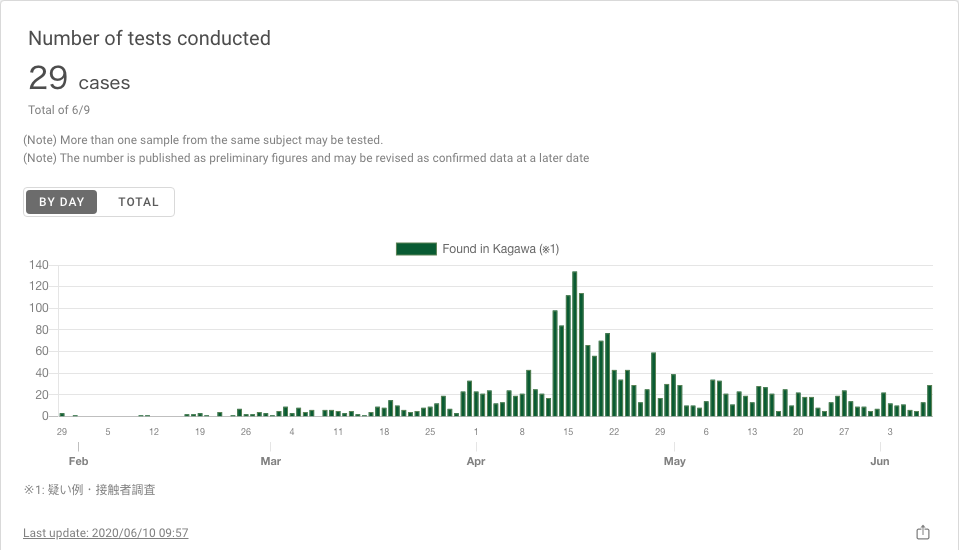 Number of tests conducted
29 cases
Total of 6/9
(Note) More than one sample from the same subject may be tested.
(Note) The number is published as preliminary figures and may be revised as confirmed data at a later date
BY DAY TOTAL
Found in Kagawa (※1)
140
120
100
80
60
40
20
0
29 5 12 19 26 4 11 18 25 1 8 15 22 29 6 13 20 27 3
Feb Mar Apr May Jun
※1: 疑い例・接触者調査
Last update: 2020/06/10 09:57